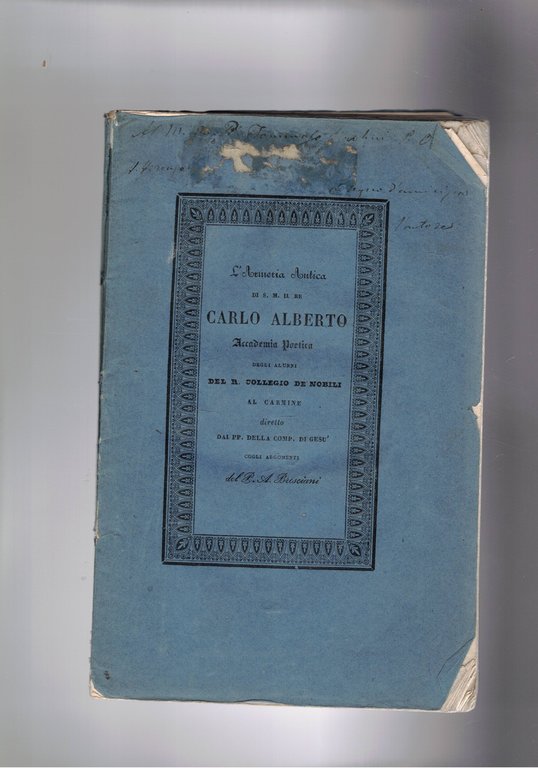 L'Armeria Antica
DI S. M. IL RE
CARLO ALBERTO
Accademia Poetica
DEGLI ALUNNI
DEL R. COLLEGIO DE NOBILI
AL CARMINE
diretto
DAI PP. DELLA COMP. DI GESU'
COGLI ARGOMENTI
del P. A. Bresciani